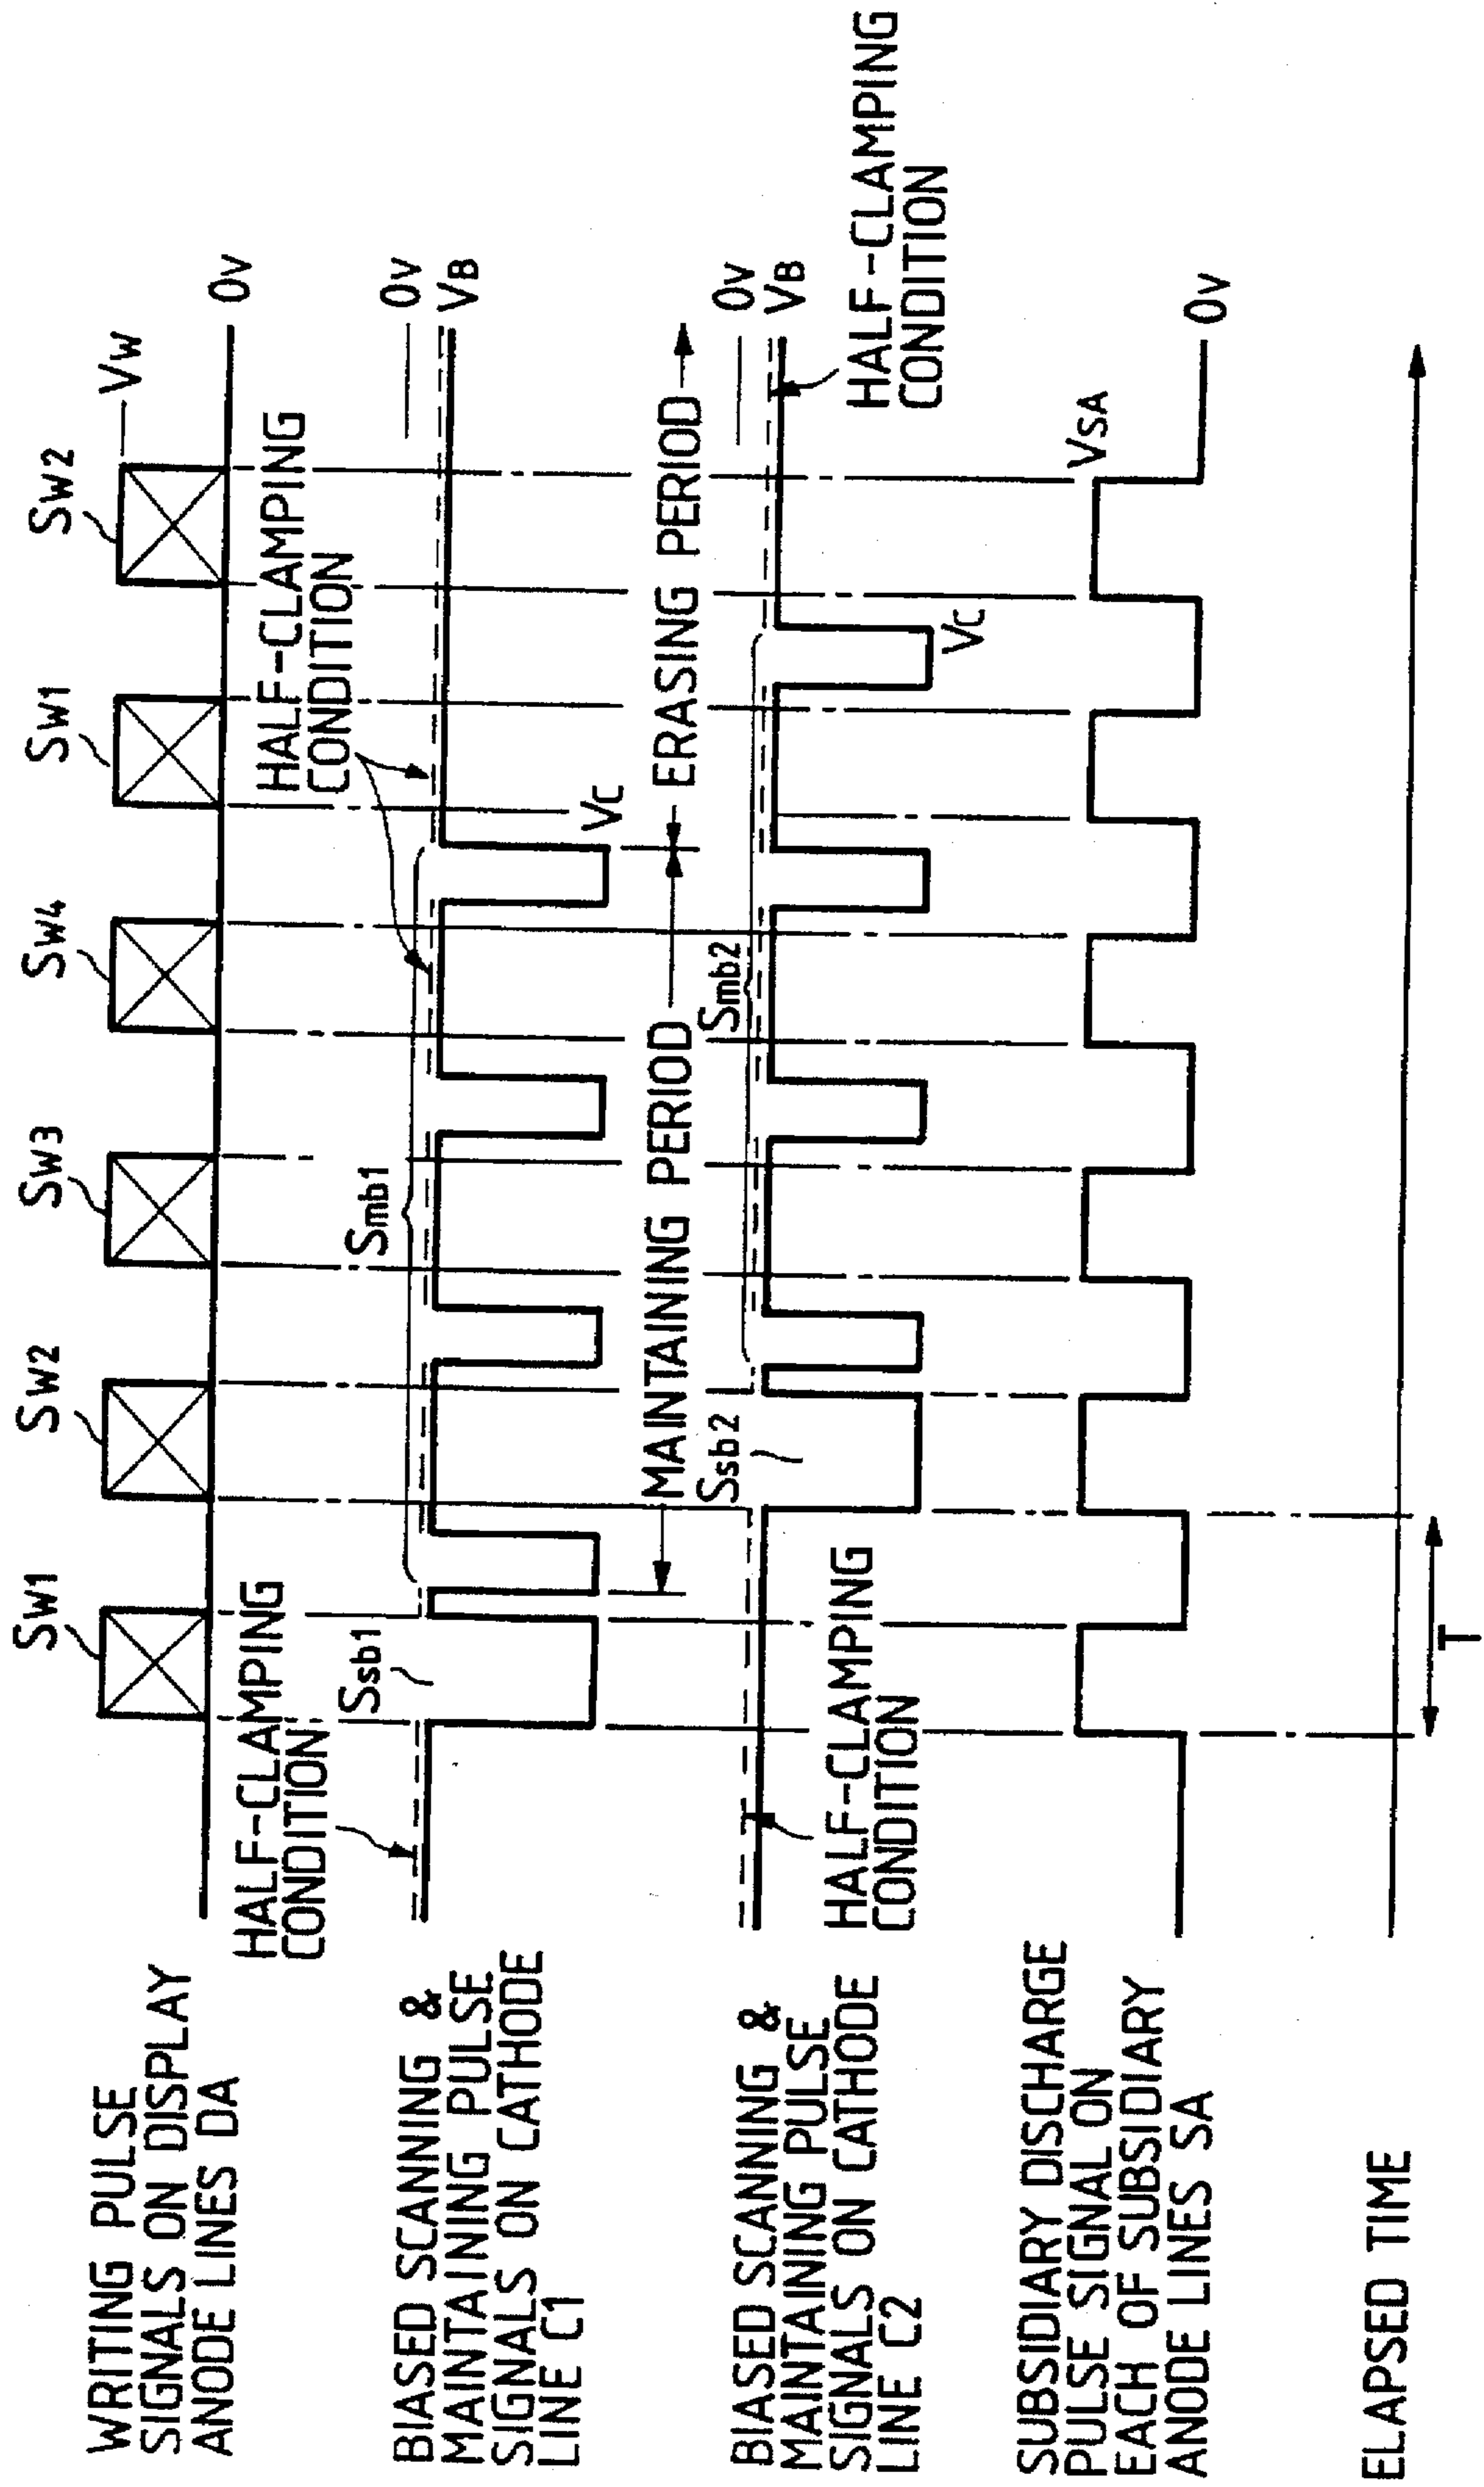 WRITING PULSE
SIGNALS ON DISPLAY
ANODE LINES DA
SW1
SW2
SW3
SW4
SW1
SW2
VW
0V
HALF-CLAMPING
CONDITION
HALF-CLAMPING
CONDITION
BIASED SCANNING &
MAINTAINING PULSE
SIGNALS ON CATHODE
LINE C1
Ssb1
Smb1
VC
0V
VB
MAINTAINING PERIOD
ERASING PERIOD
BIASED SCANNING &
MAINTAINING PULSE
SIGNALS ON CATHODE
LINE C2
Ssb2
Smb2
VC
0V
VB
HALF-CLAMPING
CONDITION
HALF-CLAMPING
CONDITION
SUBSIDIARY DISCHARGE
PULSE SIGNAL ON
EACH OF SUBSIDIARY
ANODE LINES SA
VSA
0V
ELAPSED TIME
T